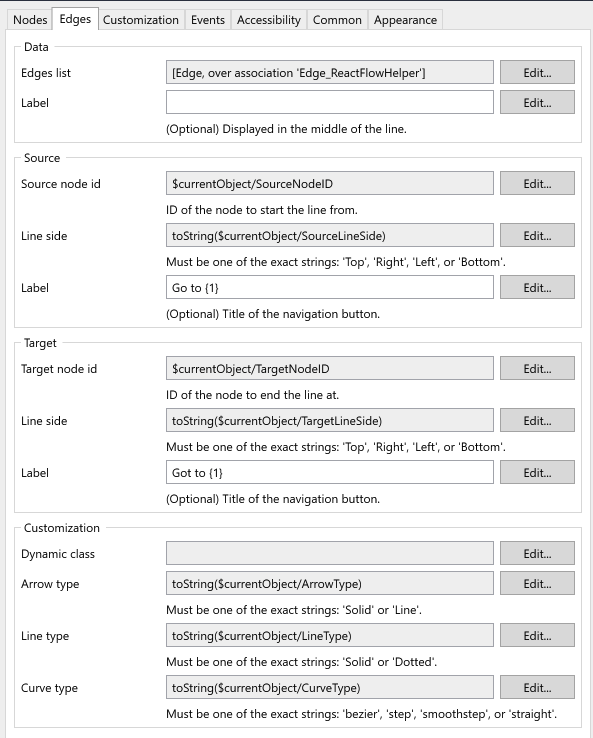 Nodes Edges Customization Events Accessibility Common Appearance
Data
Edges list [Edge, over association 'Edge_ReactFlowHelper'] Edit...
Label Edit...
(Optional) Displayed in the middle of the line.
Source
Source node id $currentObject/SourceNodeID Edit...
ID of the node to start the line from.
Line side toString($currentObject/SourceLineSide) Edit...
Must be one of the exact strings: 'Top', 'Right', 'Left', or 'Bottom'.
Label Go to {1} Edit...
(Optional) Title of the navigation button.
Target
Target node id $currentObject/TargetNodeID Edit...
ID of the node to end the line at.
Line side toString($currentObject/TargetLineSide) Edit...
Must be one of the exact strings: 'Top', 'Right', 'Left', or 'Bottom'.
Label Got to {1} Edit...
(Optional) Title of the navigation button.
Customization
Dynamic class Edit...
Arrow type toString($currentObject/ArrowType) Edit...
Must be one of the exact strings: 'Solid' or 'Line'.
Line type toString($currentObject/LineType) Edit...
Must be one of the exact strings: 'Solid' or 'Dotted'.
Curve type toString($currentObject/CurveType) Edit...
Must be one of the exact strings: 'bezier', 'step', 'smoothstep', or 'straight'.